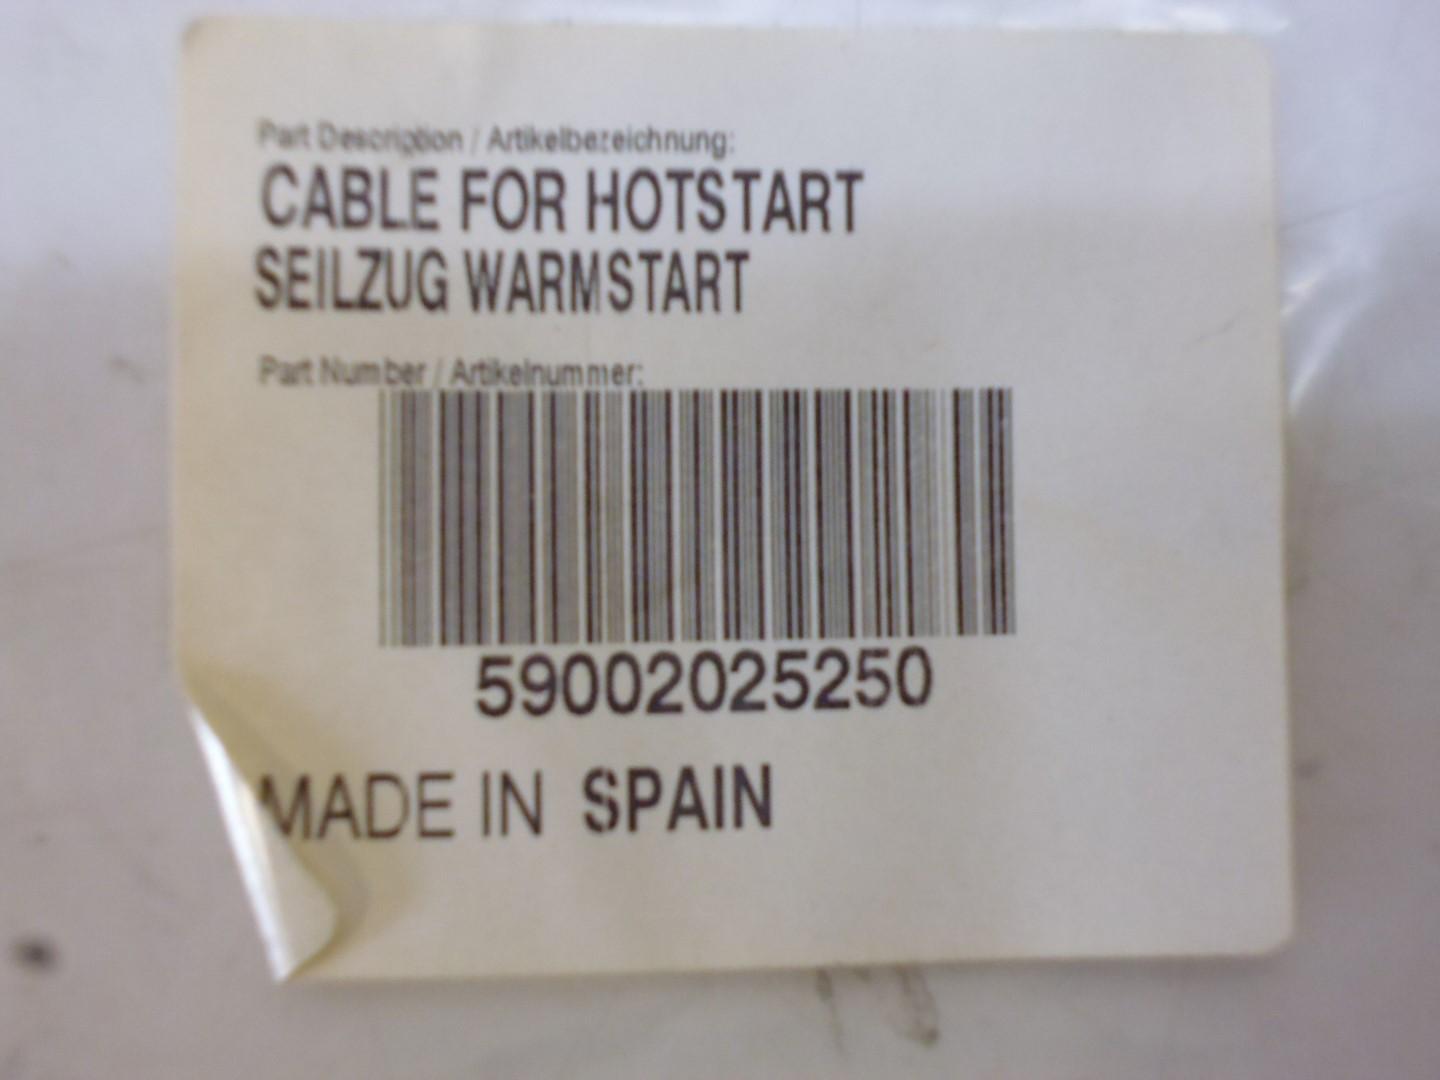 Part Description / Artikelbezeichnung:
CABLE FOR HOTSTART
SEILZUG WARMSTART
Part Number / Artikelnummer:
59002025250
MADE IN SPAIN